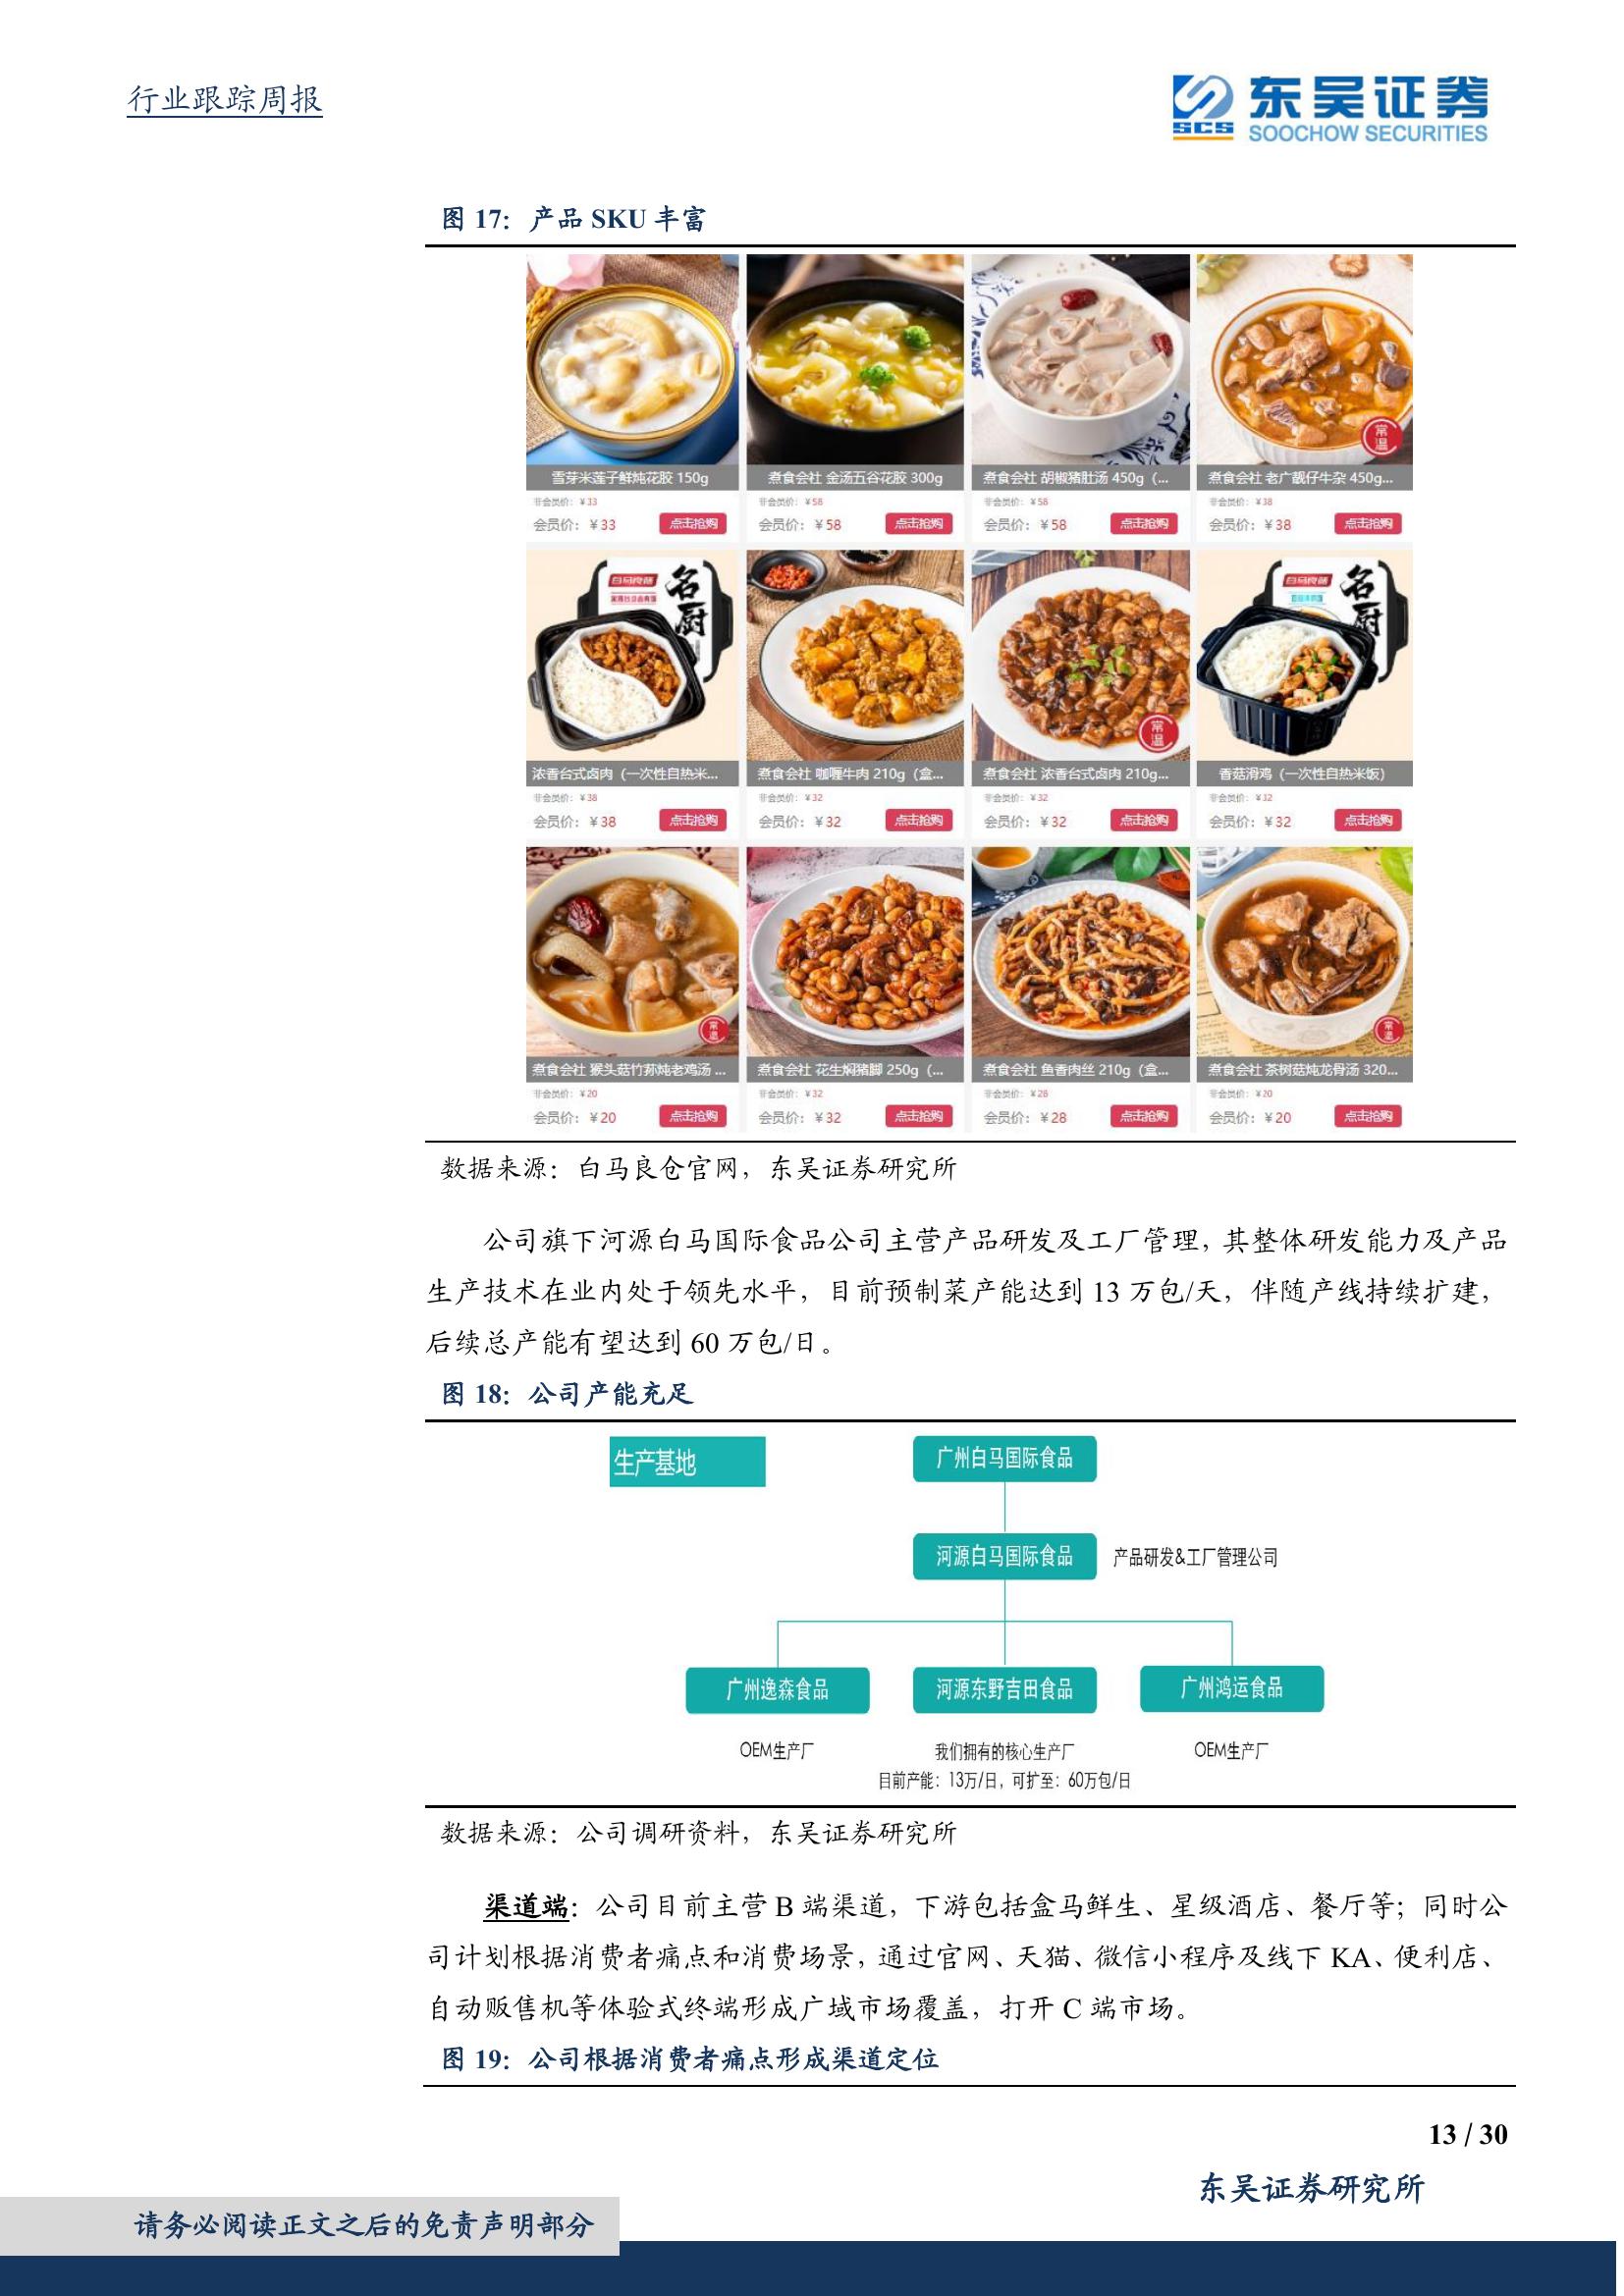 行业跟踪周报
东吴证券
SCS
SOOCHOW SECURITIES
图 17：产品 SKU 丰富
常温
雪芽米莲子鲜炖花胶 150g
煮食会社 金汤五谷花胶 300g
煮食会社 胡椒猪肚汤 450g（...
煮食会社 老广靓仔牛杂 450g...
非会员价：¥33
非会员价：¥58
非会员价：¥58
非会员价：¥38
会员价：¥33 点击抢购
会员价：¥58 点击抢购
会员价：¥58 点击抢购
会员价：¥38 点击抢购
白马良仓
名厨
白马良仓
名厨
常温
浓香台式卤肉（一次性自热米...
煮食会社 咖喱牛肉 210g（盒...
煮食会社 浓香台式卤肉 210g...
香菇滑鸡（一次性自热米饭）
非会员价：¥38
非会员价：¥32
非会员价：¥32
非会员价：¥32
会员价：¥38 点击抢购
会员价：¥32 点击抢购
会员价：¥32 点击抢购
会员价：¥32 点击抢购
常温
常温
煮食会社 猴头菇竹荪炖老鸡汤 ...
煮食会社 花生焖猪脚 250g（...
煮食会社 鱼香肉丝 210g（盒...
煮食会社 茶树菇炖龙骨汤 320...
非会员价：¥20
非会员价：¥32
非会员价：¥28
非会员价：¥20
会员价：¥20 点击抢购
会员价：¥32 点击抢购
会员价：¥28 点击抢购
会员价：¥20 点击抢购
数据来源：白马良仓官网，东吴证券研究所
公司旗下河源白马国际食品公司主营产品研发及工厂管理，其整体研发能力及产品
生产技术在业内处于领先水平，目前预制菜产能达到 13 万包/天，伴随产线持续扩建，
后续总产能有望达到 60 万包/日。
图 18：公司产能充足
生产基地
广州白马国际食品
河源白马国际食品 产品研发&工厂管理公司
广州逸森食品
河源东野吉田食品
广州鸿运食品
OEM生产厂
我们拥有的核心生产厂
OEM生产厂
目前产能：13万/日，可扩至：60万包/日
数据来源：公司调研资料，东吴证券研究所
渠道端：公司目前主营 B 端渠道，下游包括盒马鲜生、星级酒店、餐厅等；同时公
司计划根据消费者痛点和消费场景，通过官网、天猫、微信小程序及线下 KA、便利店、
自动贩售机等体验式终端形成广域市场覆盖，打开 C 端市场。
图 19：公司根据消费者痛点形成渠道定位
13 / 30
东吴证券研究所
请务必阅读正文之后的免责声明部分